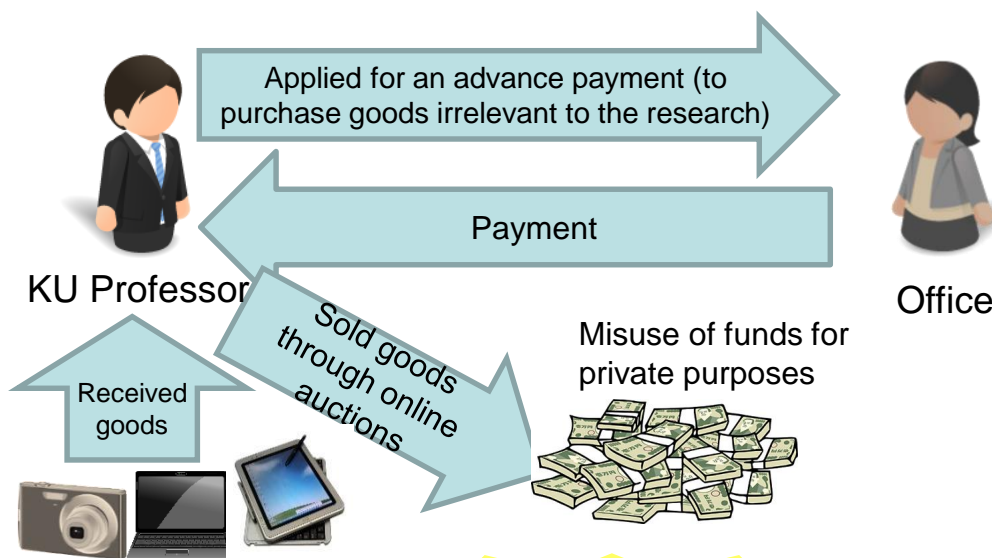 Applied for an advance payment (to
purchase goods irrelevant to the research)
Payment
KU Professor
Office
Sold goods
through online
auctions
Misuse of funds for
private purposes
Received
goods